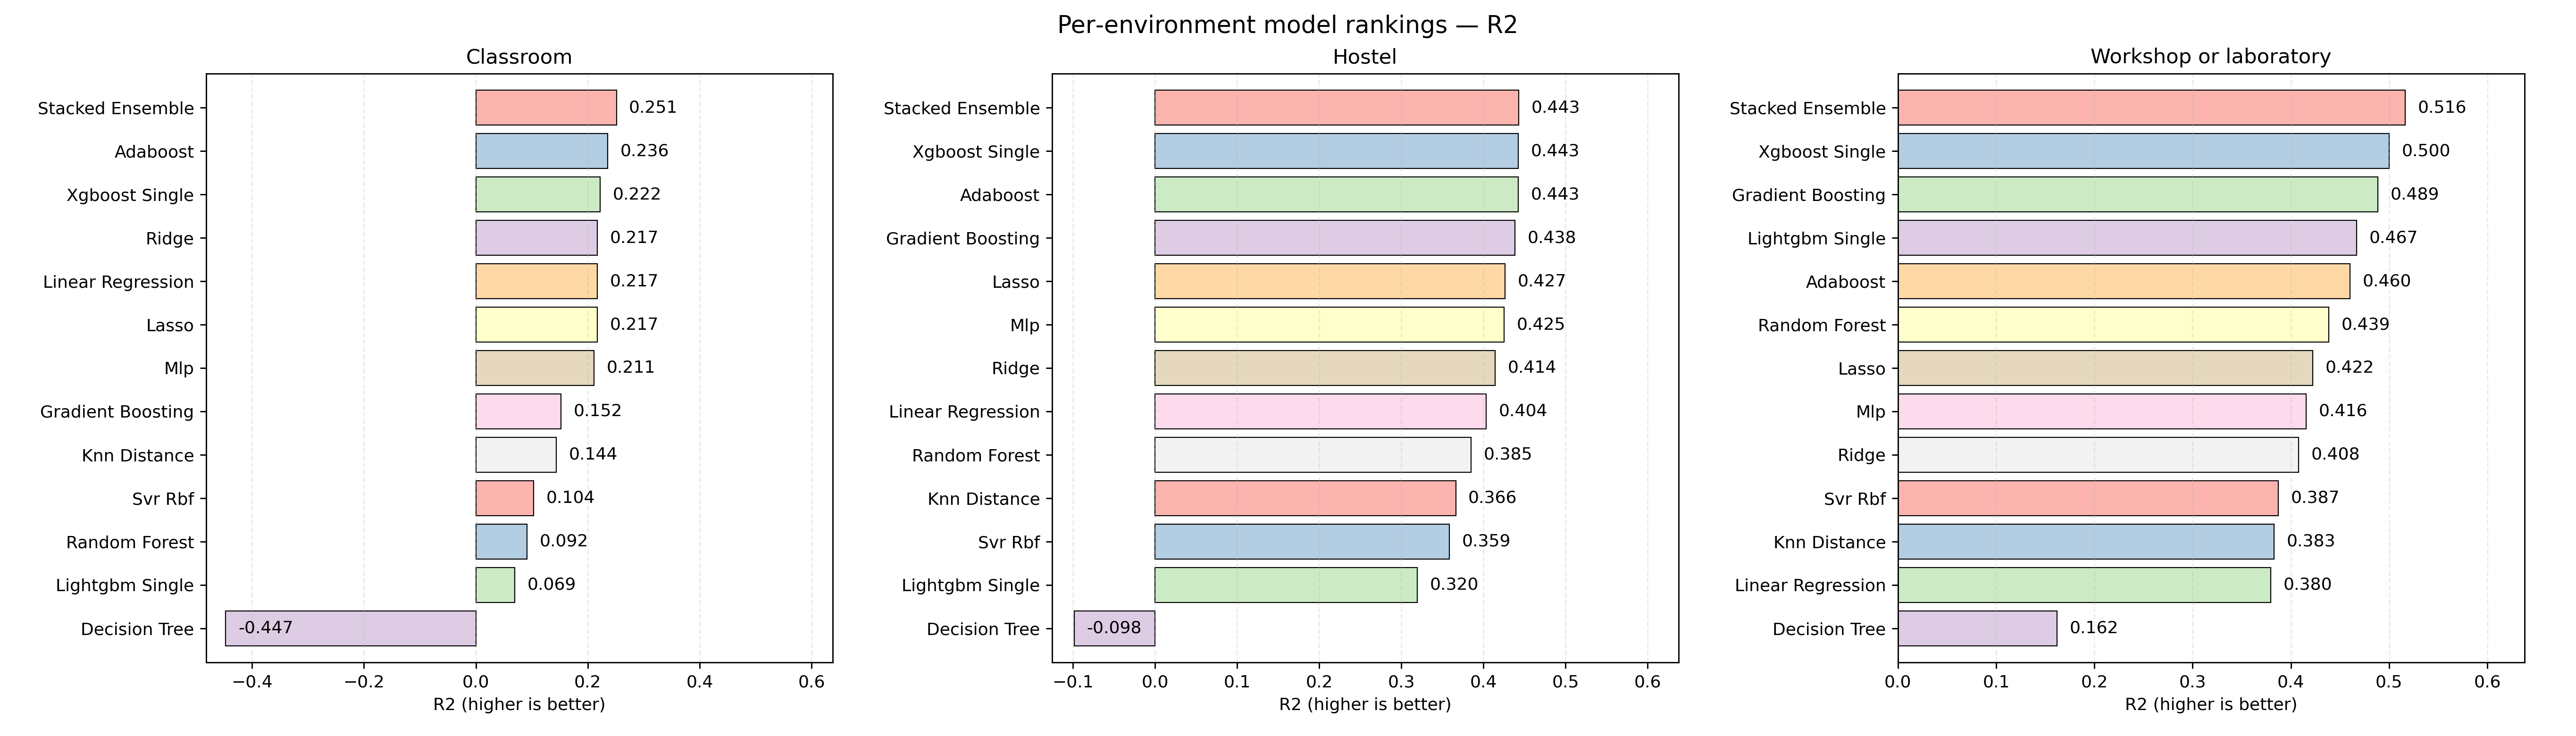 Per-environment model rankings — R2
Classroom
Stacked Ensemble 0.251
Adaboost 0.236
Xgboost Single 0.222
Ridge 0.217
Linear Regression 0.217
Lasso 0.217
Mlp 0.211
Gradient Boosting 0.152
Knn Distance 0.144
Svr Rbf 0.104
Random Forest 0.092
Lightgbm Single 0.069
Decision Tree -0.447
−0.4 −0.2 0.0 0.2 0.4 0.6
R2 (higher is better)
Hostel
Stacked Ensemble 0.443
Xgboost Single 0.443
Adaboost 0.443
Gradient Boosting 0.438
Lasso 0.427
Mlp 0.425
Ridge 0.414
Linear Regression 0.404
Random Forest 0.385
Knn Distance 0.366
Svr Rbf 0.359
Lightgbm Single 0.320
Decision Tree -0.098
−0.1 0.0 0.1 0.2 0.3 0.4 0.5 0.6
R2 (higher is better)
Workshop or laboratory
Stacked Ensemble 0.516
Xgboost Single 0.500
Gradient Boosting 0.489
Lightgbm Single 0.467
Adaboost 0.460
Random Forest 0.439
Lasso 0.422
Mlp 0.416
Ridge 0.408
Svr Rbf 0.387
Knn Distance 0.383
Linear Regression 0.380
Decision Tree 0.162
0.0 0.1 0.2 0.3 0.4 0.5 0.6
R2 (higher is better)